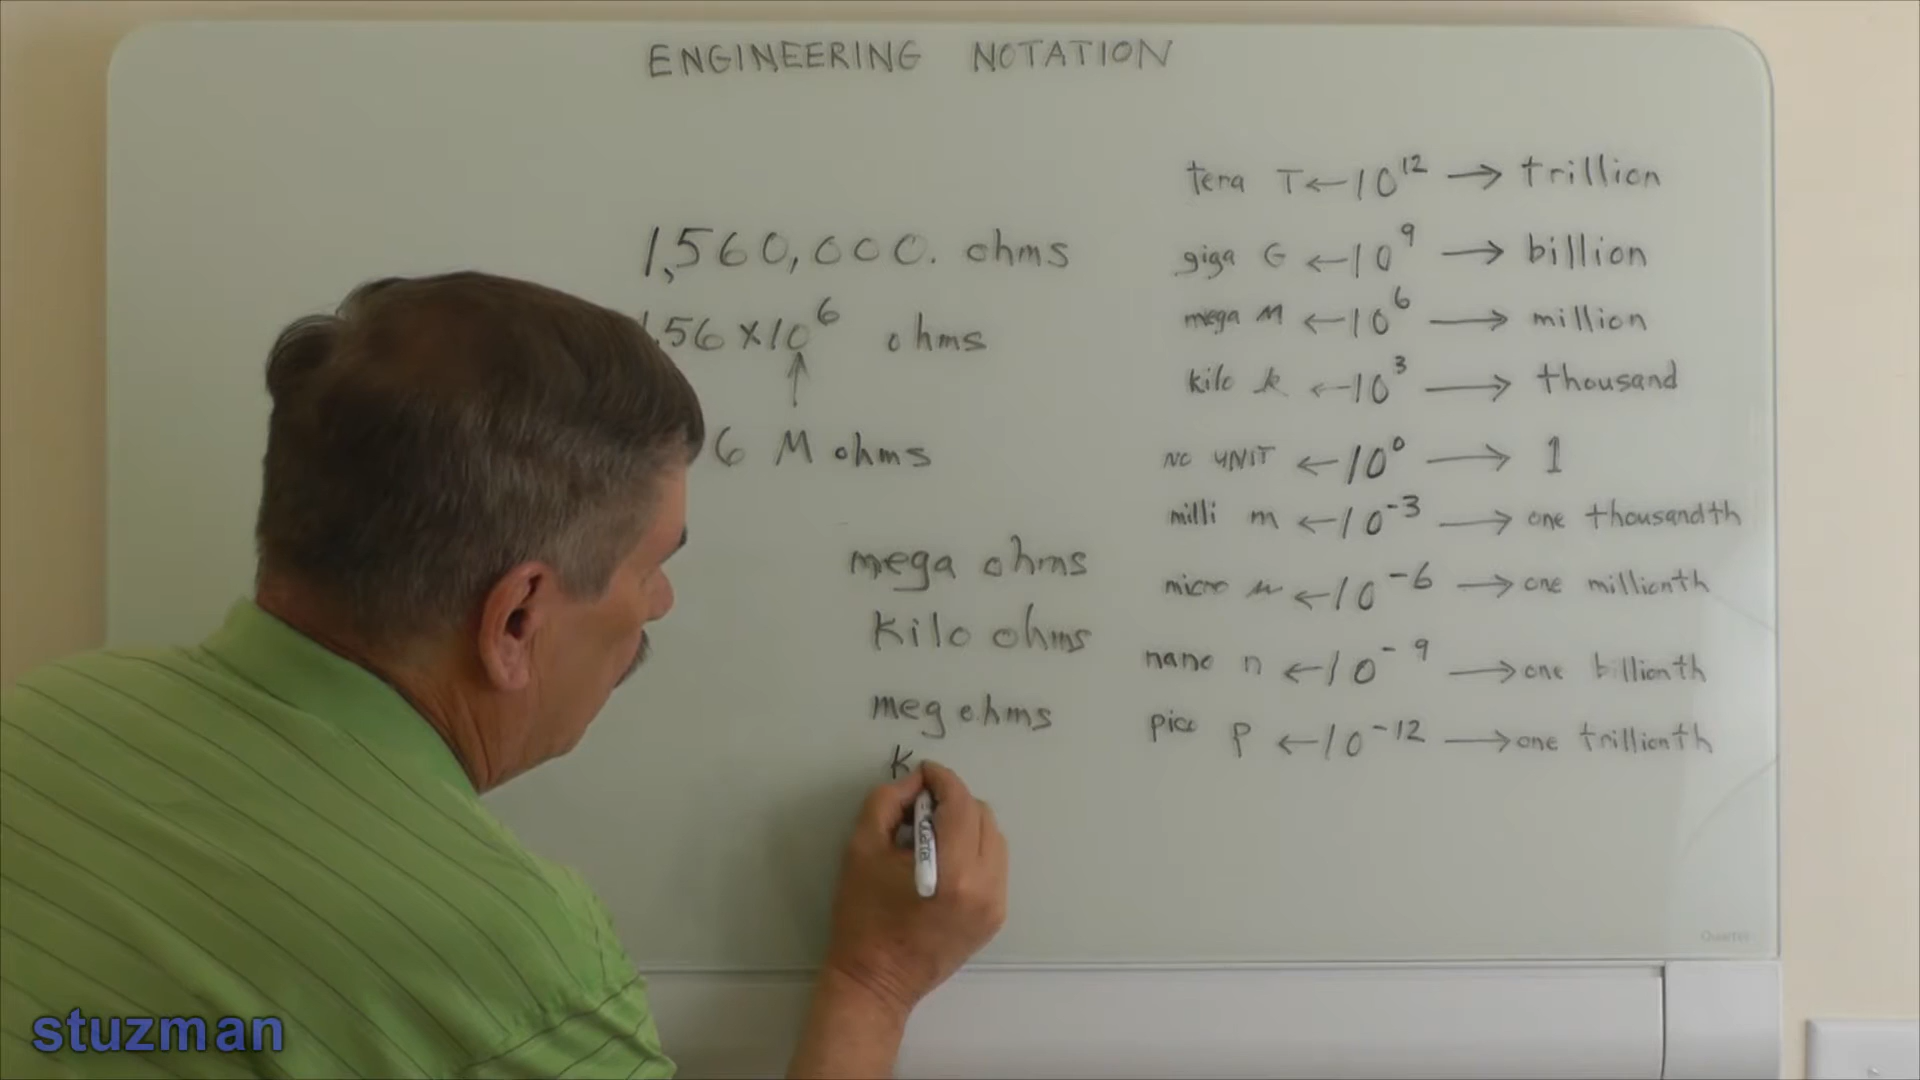 ENGINEERING NOTATION
1,560,000. ohms
.56 x 10⁶ ohms
6 M ohms
mega ohms
kilo ohms
meg ohms
k
tera T ← 10¹² → trillion
giga G ← 10⁹ → billion
mega M ← 10⁶ → million
kilo k ← 10³ → thousand
NO UNIT ← 10⁰ → 1
milli m ← 10⁻³ → one thousandth
micro µ ← 10⁻⁶ → one millionth
nano n ← 10⁻⁹ → one billionth
pico p ← 10⁻¹² → one trillionth
Quartet
Quartet
stuzman